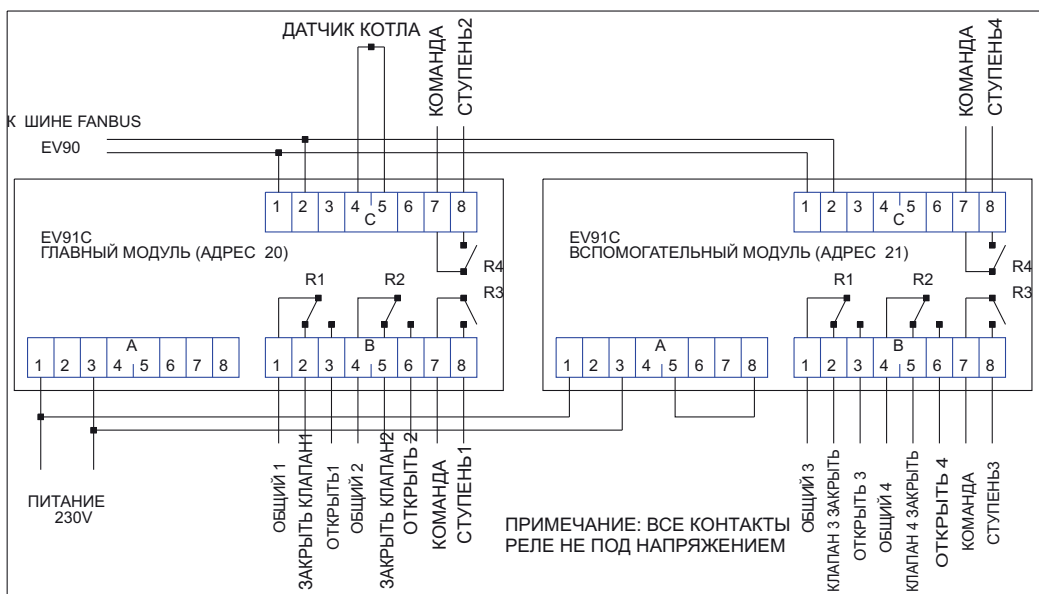 ДАТЧИК КОТЛА
КОМАНДА
СТУПЕНЬ2
КОМАНДА
СТУПЕНЬ4
К ШИНЕ FANBUS
EV90
1 2 3 4 5 6 7 8
C
EV91C
ГЛАВНЫЙ МОДУЛЬ (АДРЕС 20)
R4
R1
R2
R3
A
1 2 3 4 5 6 7 8
B
1 2 3 4 5 6 7 8
1 2 3 4 5 6 7 8
C
EV91C
ВСПОМОГАТЕЛЬНЫЙ МОДУЛЬ (АДРЕС 21)
R4
R1
R2
R3
A
1 2 3 4 5 6 7 8
B
1 2 3 4 5 6 7 8
ПИТАНИЕ
230V
ОБЩИЙ 1
ЗАКРЫТЬ КЛАПАН1
ОТКРЫТЬ1
ОБЩИЙ 2
ЗАКРЫТЬ КЛАПАН2
ОТКРЫТЬ 2
КОМАНДА
СТУПЕНЬ1
ПРИМЕЧАНИЕ: ВСЕ КОНТАКТЫ
РЕЛЕ НЕ ПОД НАПРЯЖЕНИЕМ
ОБЩИЙ 3
КЛАПАН 3 ЗАКРЫТЬ
ОТКРЫТЬ 3
ОБЩИЙ 4
КЛАПАН 4 ЗАКРЫТЬ
ОТКРЫТЬ 4
КОМАНДА
СТУПЕНЬ3